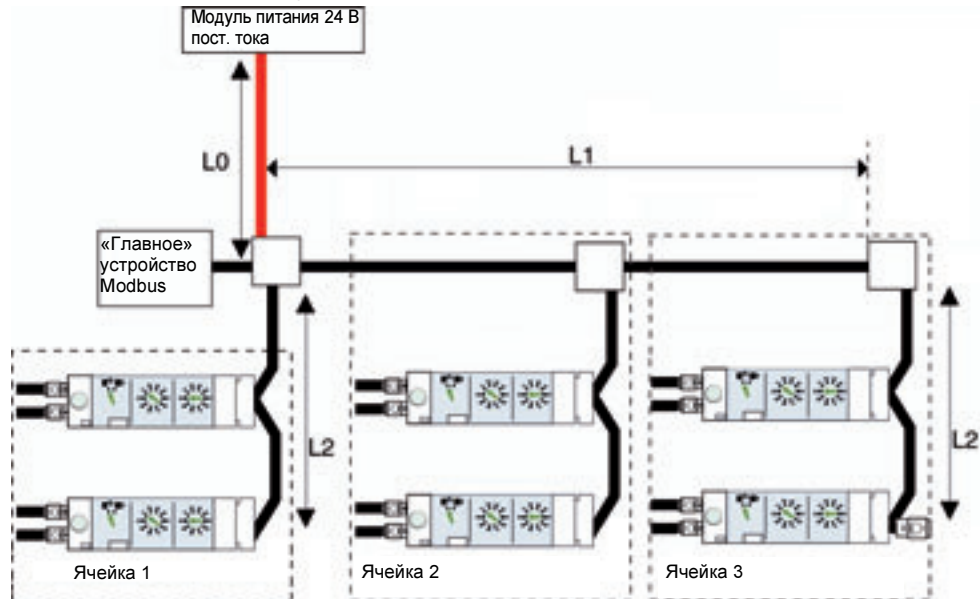 Модуль питания 24 В
пост. тока
L0
L1
«Главное»
устройство
Modbus
L2
L2
Ячейка 1
Ячейка 2
Ячейка 3